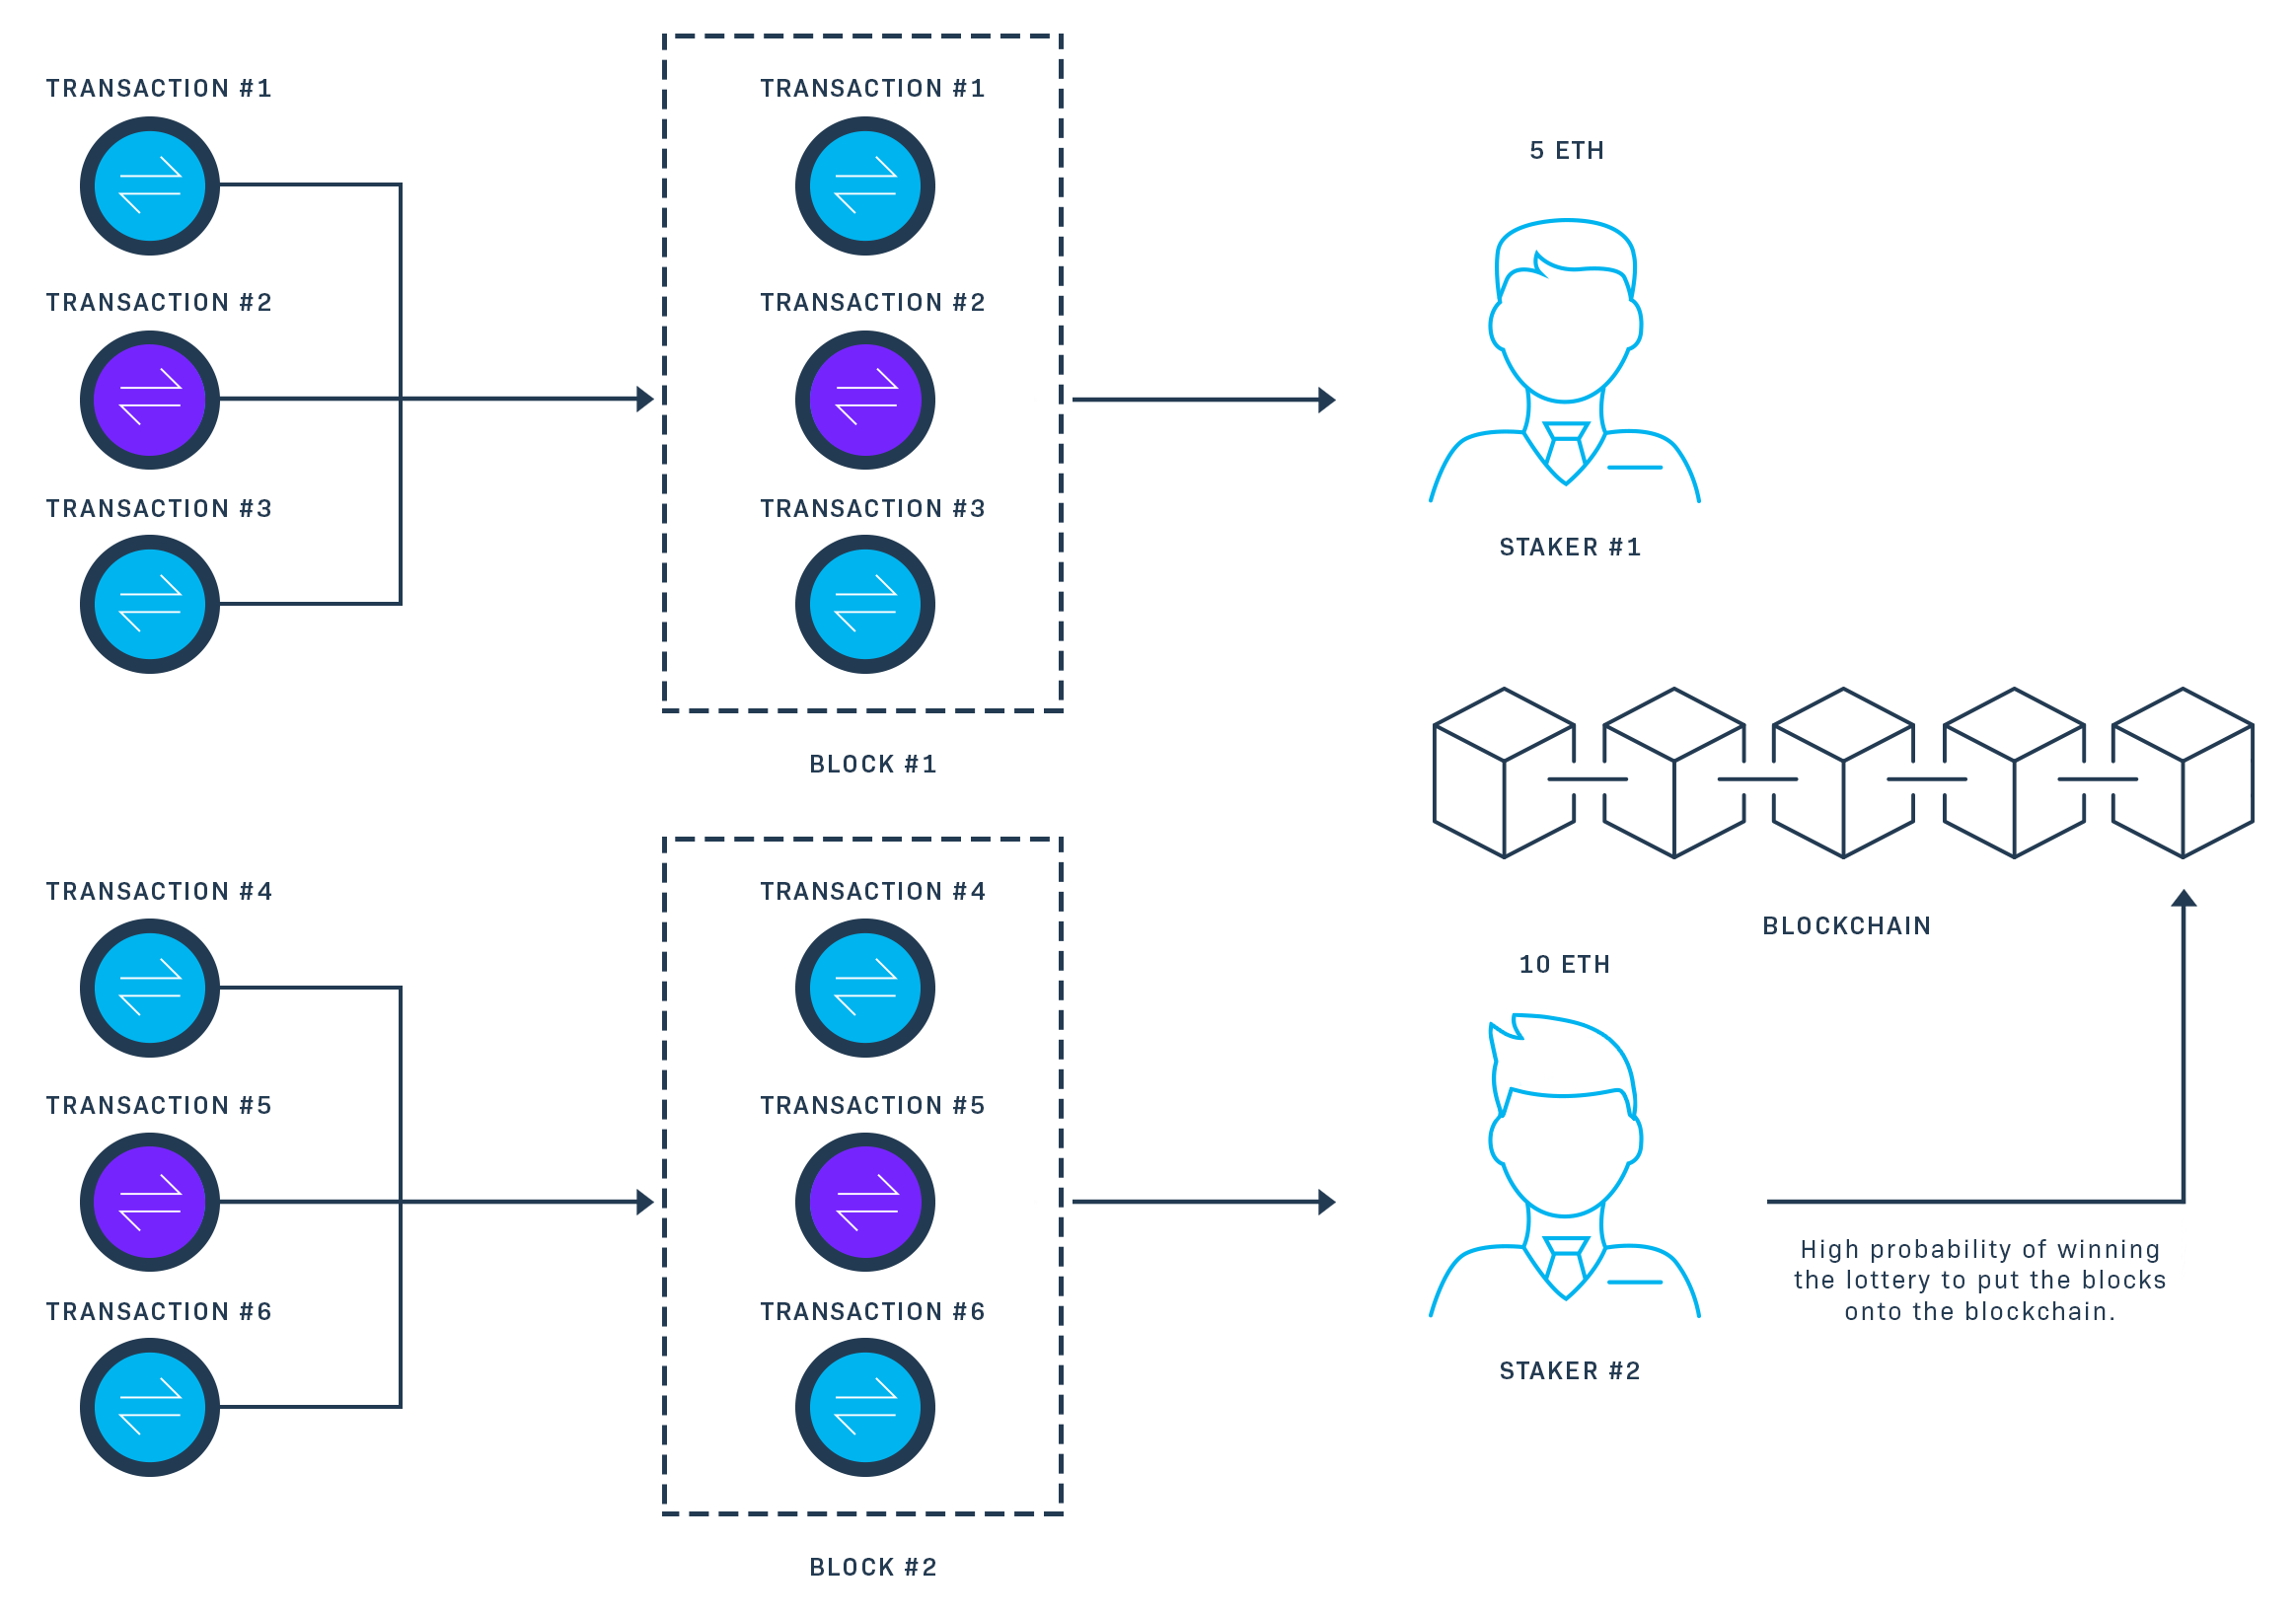 TRANSACTION #1
TRANSACTION #2
TRANSACTION #3
TRANSACTION #1
TRANSACTION #2
TRANSACTION #3
BLOCK #1
5 ETH
STAKER #1
BLOCKCHAIN
TRANSACTION #4
TRANSACTION #5
TRANSACTION #6
TRANSACTION #4
TRANSACTION #5
TRANSACTION #6
BLOCK #2
10 ETH
STAKER #2
High probability of winning
the lottery to put the blocks
onto the blockchain.